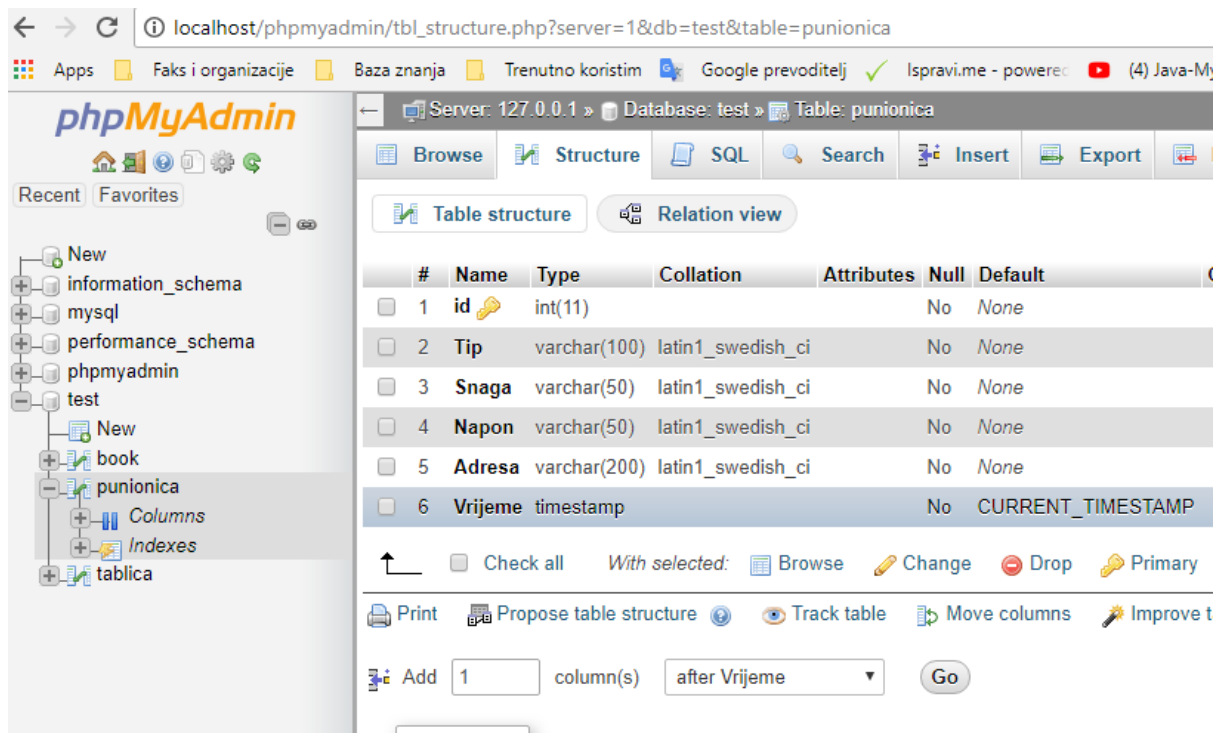 localhost/phpmyadmin/tbl_structure.php?server=1&db=test&table=punionica
Apps Faks i organizacije Baza znanja Trenutno koristim Google prevoditelj Ispravi.me - powered (4) Java-My
phpMyAdmin
Recent Favorites
New
information_schema
mysql
performance_schema
phpmyadmin
test
New
book
punionica
Columns
Indexes
tablica
Server: 127.0.0.1 » Database: test » Table: punionica
Browse Structure SQL Search Insert Export
Table structure Relation view
# Name Type Collation Attributes Null Default
1 id int(11) No None
2 Tip varchar(100) latin1_swedish_ci No None
3 Snaga varchar(50) latin1_swedish_ci No None
4 Napon varchar(50) latin1_swedish_ci No None
5 Adresa varchar(200) latin1_swedish_ci No None
6 Vrijeme timestamp No CURRENT_TIMESTAMP
Check all With selected: Browse Change Drop Primary
Print Propose table structure Track table Move columns Improve t
Add 1 column(s) after Vrijeme Go